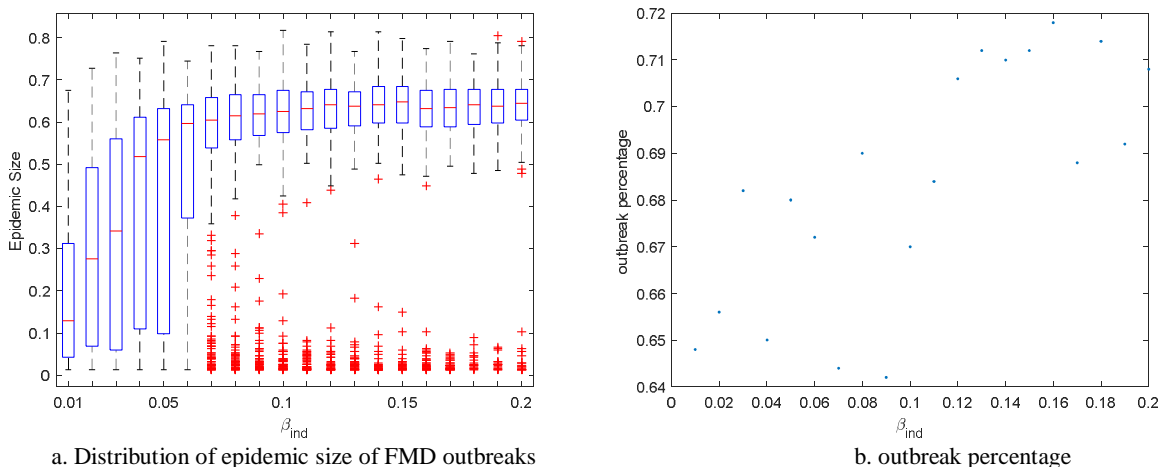 0.8
0.7
0.6
0.5
0.4
0.3
0.2
0.1
0
Epidemic Size
0.01 0.05 0.1 0.15 0.2
βind
a. Distribution of epidemic size of FMD outbreaks
0.72
0.71
0.7
0.69
0.68
0.67
0.66
0.65
0.64
outbreak percentage
0 0.02 0.04 0.06 0.08 0.1 0.12 0.14 0.16 0.18 0.2
βind
b. outbreak percentage